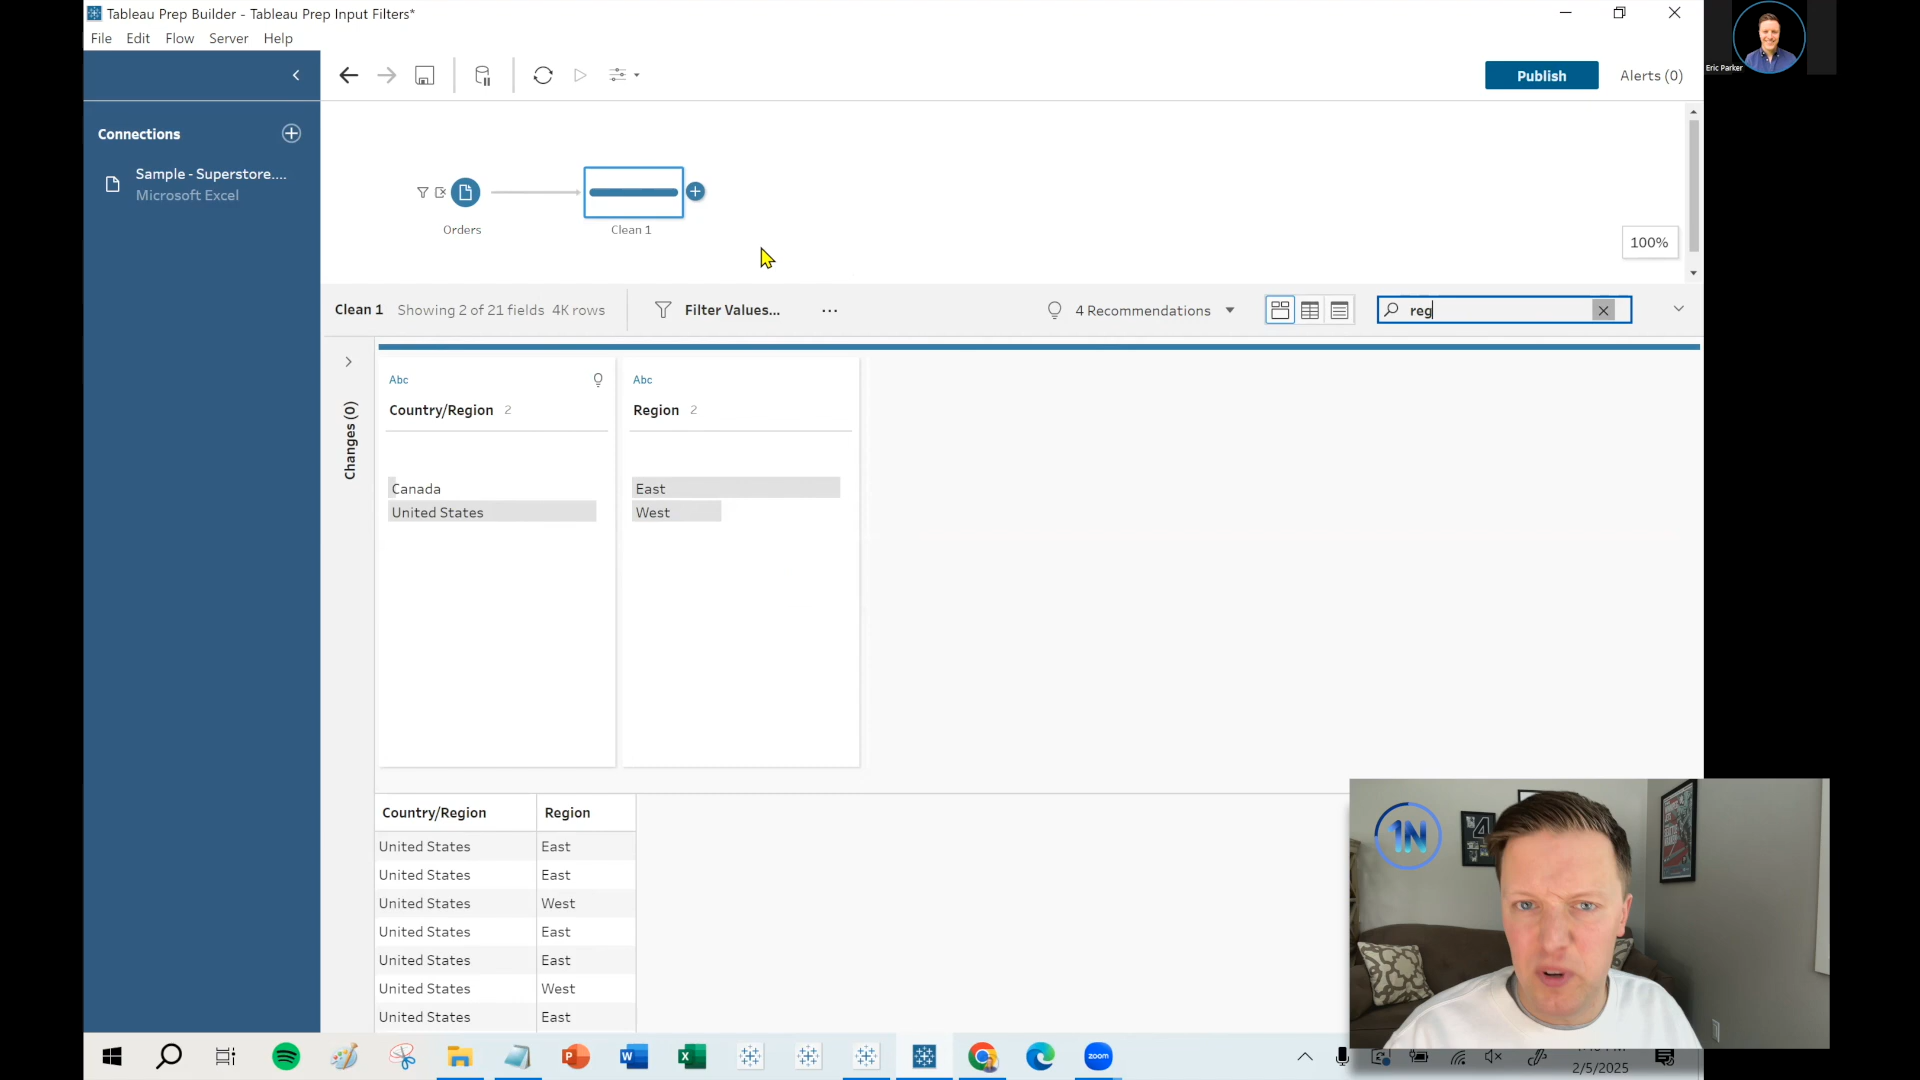 Tableau Prep Builder - Tableau Prep Input Filters*
File Edit Flow Server Help
Eric Parker
Publish
Alerts (0)
Connections
Sample - Superstore....
Microsoft Excel
Orders
Clean 1
100%
Clean 1 Showing 2 of 21 fields 4K rows
Filter Values...
4 Recommendations
reg
Changes (0)
Abc
Country/Region 2
Canada
United States
Abc
Region 2
East
West
Country/Region Region
United States East
United States East
United States West
United States East
United States East
United States West
United States East
1N
4
zoom
2/5/2025